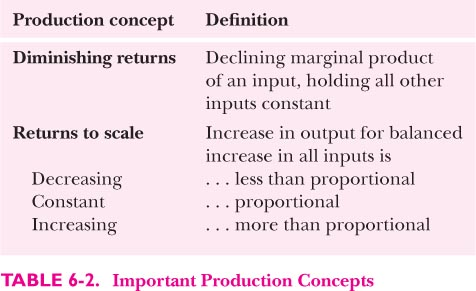 Production concept Definition
Diminishing returns Declining marginal product
of an input, holding all other
inputs constant
Returns to scale Increase in output for balanced
increase in all inputs is
Decreasing . . . less than proportional
Constant . . . proportional
Increasing . . . more than proportional
TABLE 6-2. Important Production Concepts